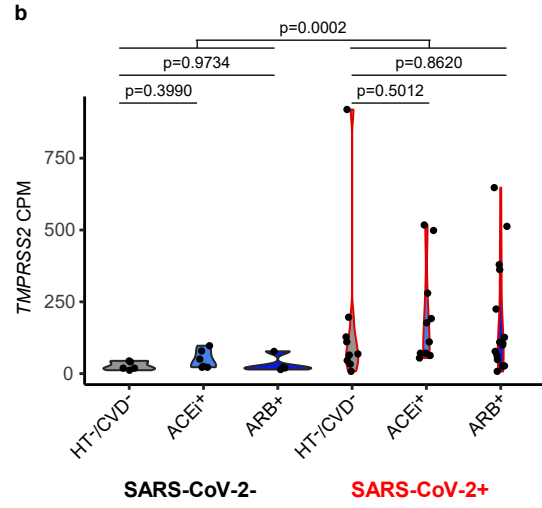 b
p=0.0002
p=0.9734 p=0.8620
p=0.3990 p=0.5012
TMPRSS2 CPM
750
500
250
0
HT⁻/CVD⁻ ACEi⁺ ARB⁺ HT⁻/CVD⁻ ACEi⁺ ARB⁺
SARS-CoV-2- SARS-CoV-2+